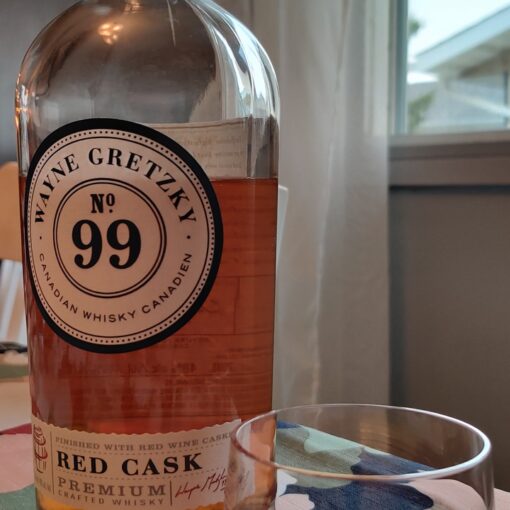 WAYNE GRETZKY
Nº
99
CANADIAN WHISKY CANADIEN
FINISHED WITH RED WINE CASKS
RED CASK
PREMIUM
CRAFTED WHISKY